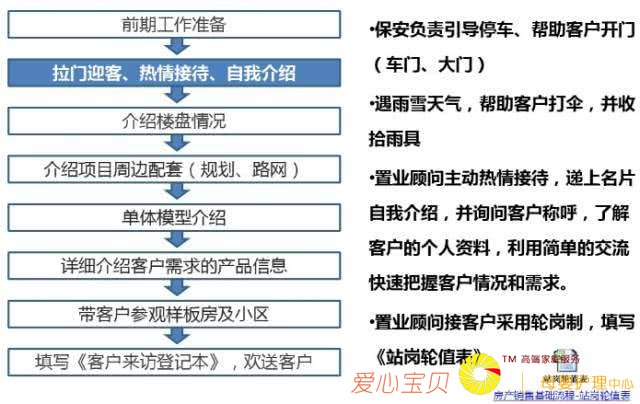 前期工作准备
拉门迎客、热情接待、自我介绍
介绍楼盘情况
介绍项目周边配套（规划、路网）
单体模型介绍
详细介绍客户需求的产品信息
带客户参观样板房及小区
填写《客户来访登记本》，欢送客户
•保安负责引导停车、帮助客户开门
（车门、大门）
•遇雨雪天气，帮助客户打伞，并收
拾雨具
•置业顾问主动热情接待，递上名片
自我介绍，并询问客户称呼，了解
客户的个人资料，利用简单的交流
快速把握客户情况和需求。
•置业顾问接客户采用轮岗制，填写
《站岗轮值表》
TM 高端家庭服务
站岗轮值表
爱心宝贝
母婴护理中心
房产销售基础流程-站岗轮值表